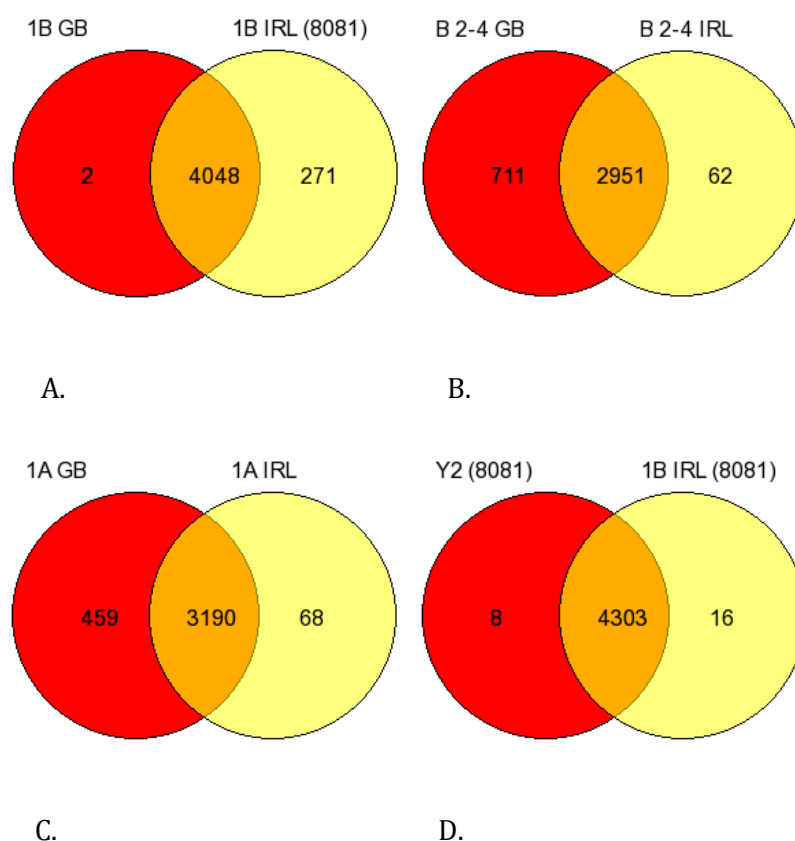 1B GB 1B IRL (8081) B 2-4 GB B 2-4 IRL
2 4048 271 711 2951 62
A. B.
1A GB 1A IRL Y2 (8081) 1B IRL (8081)
459 3190 68 8 4303 16
C. D.